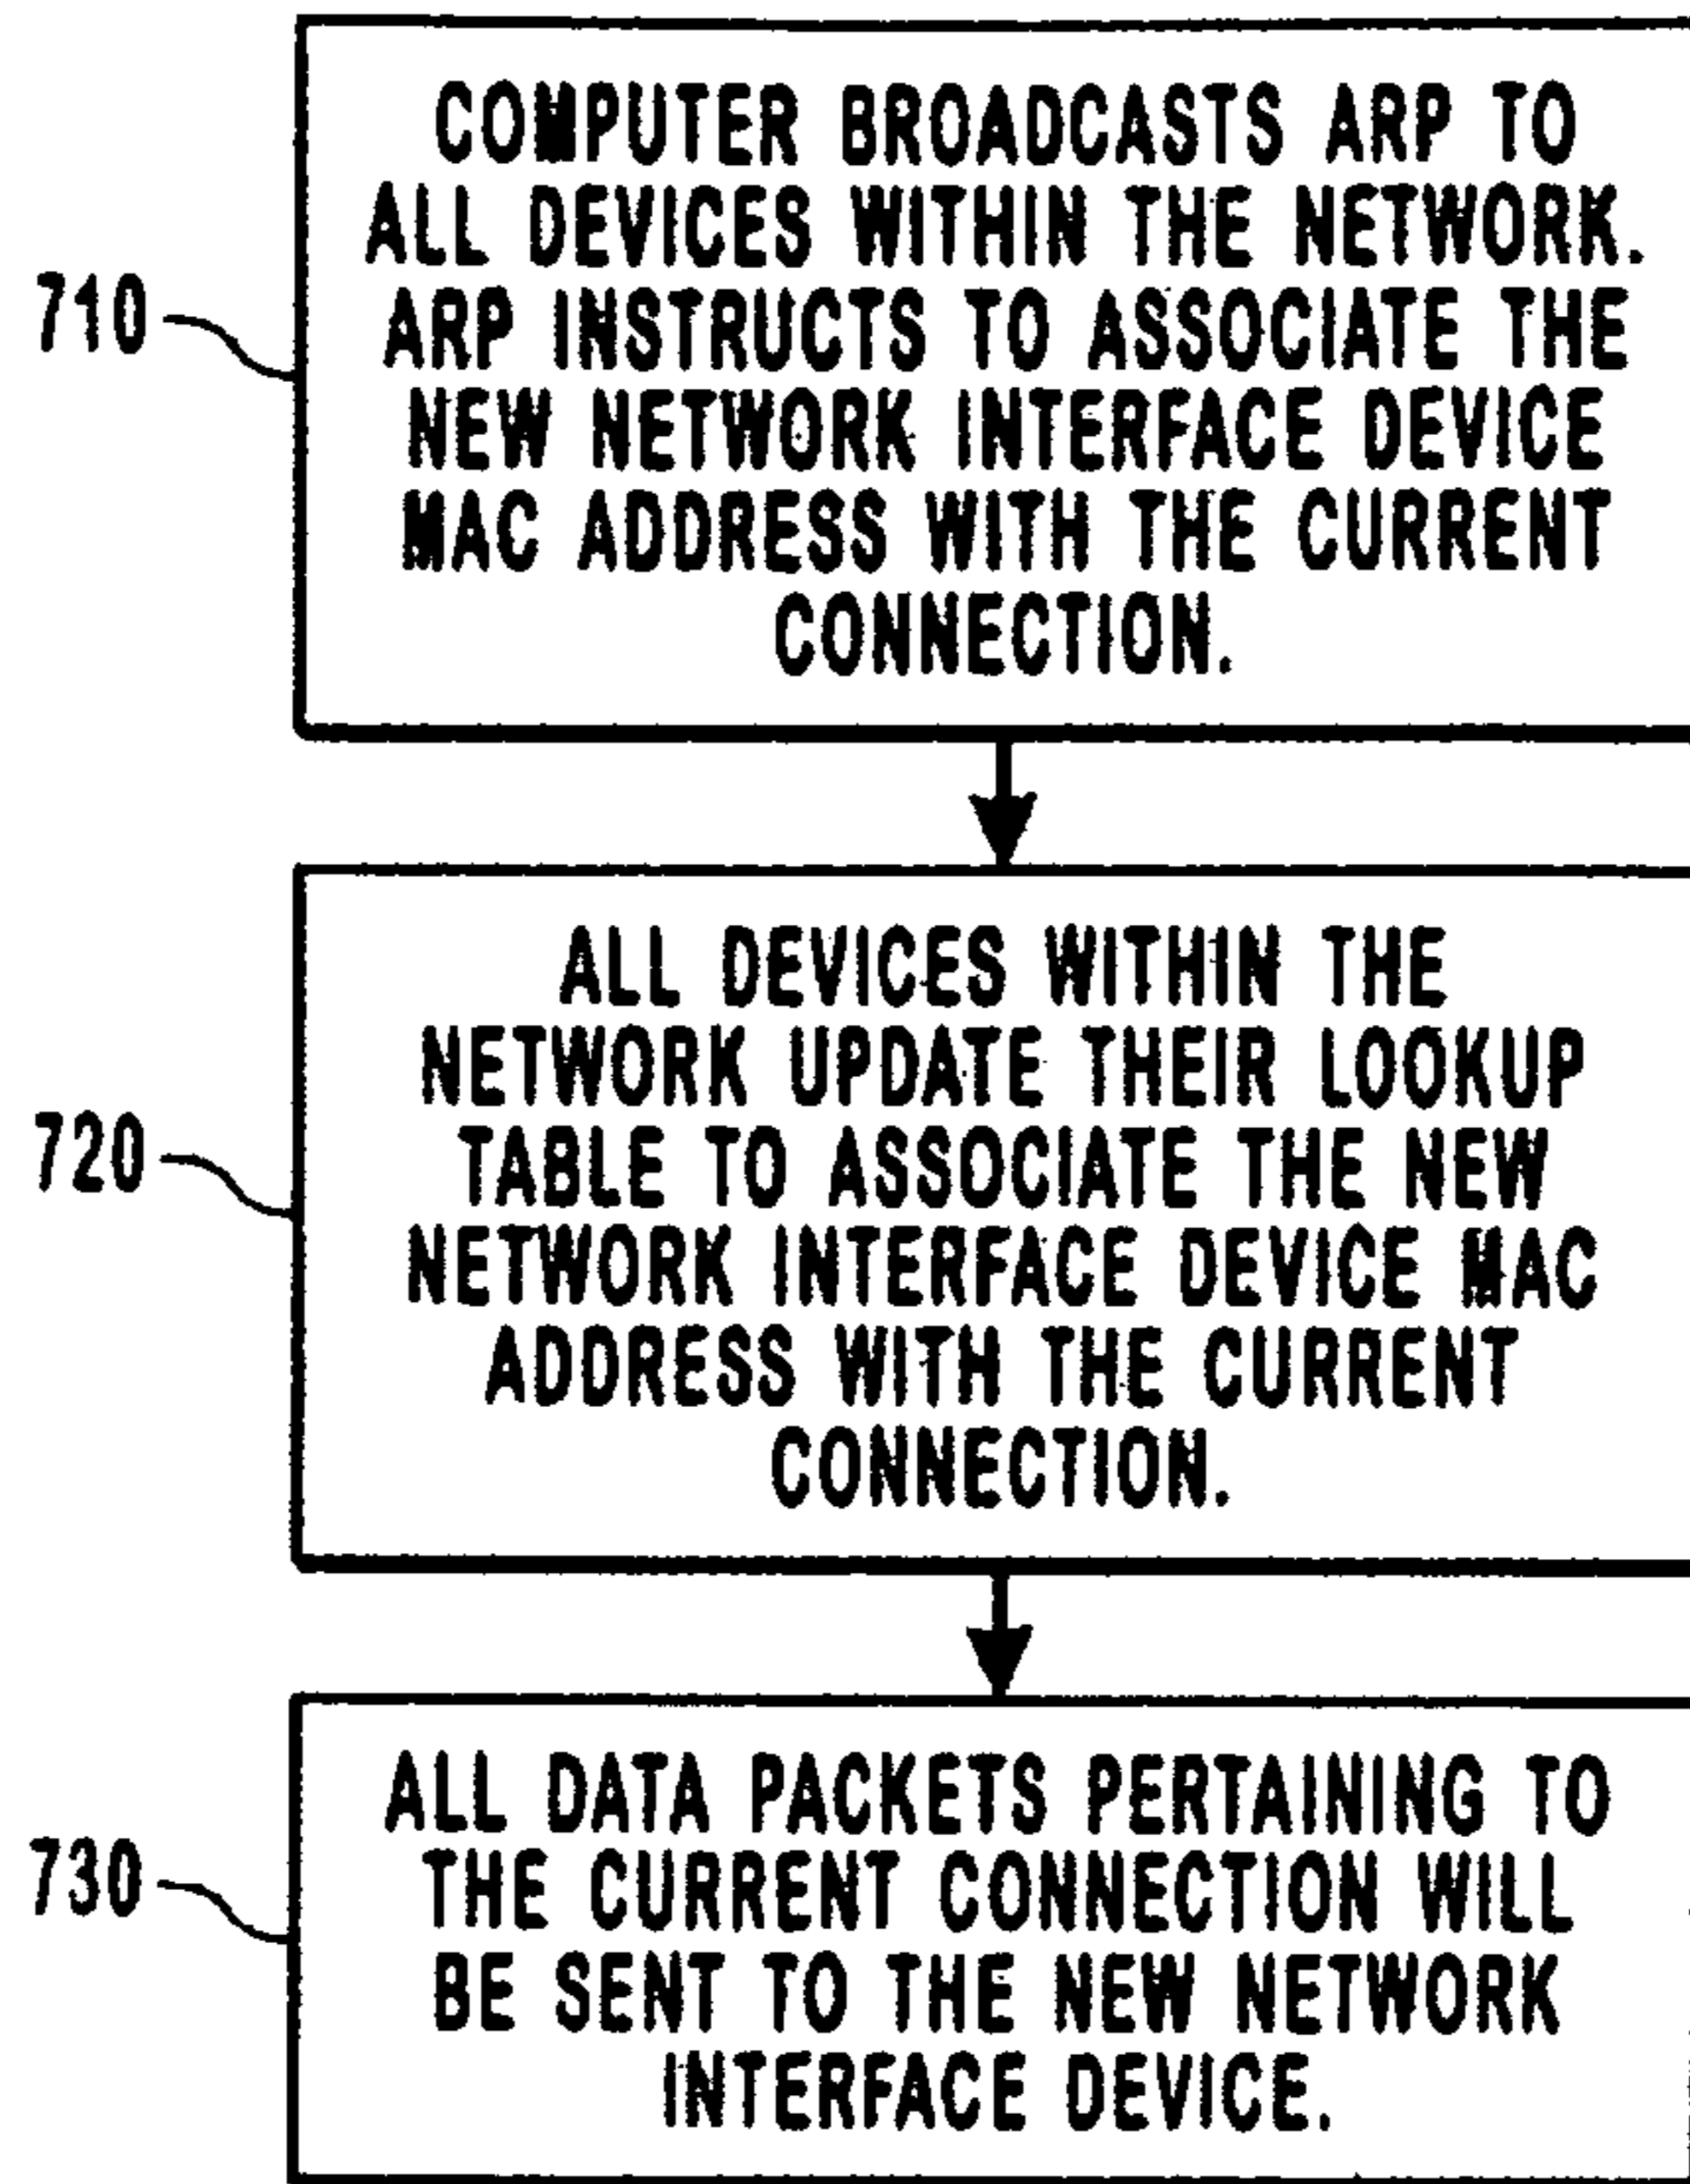 COMPUTER BROADCASTS ARP TO
ALL DEVICES WITHIN THE NETWORK.
710
ARP INSTRUCTS TO ASSOCIATE THE
NEW NETWORK INTERFACE DEVICE
MAC ADDRESS WITH THE CURRENT
CONNECTION.
ALL DEVICES WITHIN THE
NETWORK UPDATE THEIR LOOKUP
720
TABLE TO ASSOCIATE THE NEW
NETWORK INTERFACE DEVICE MAC
ADDRESS WITH THE CURRENT
CONNECTION.
ALL DATA PACKETS PERTAINING TO
730
THE CURRENT CONNECTION WILL
BE SENT TO THE NEW NETWORK
INTERFACE DEVICE.